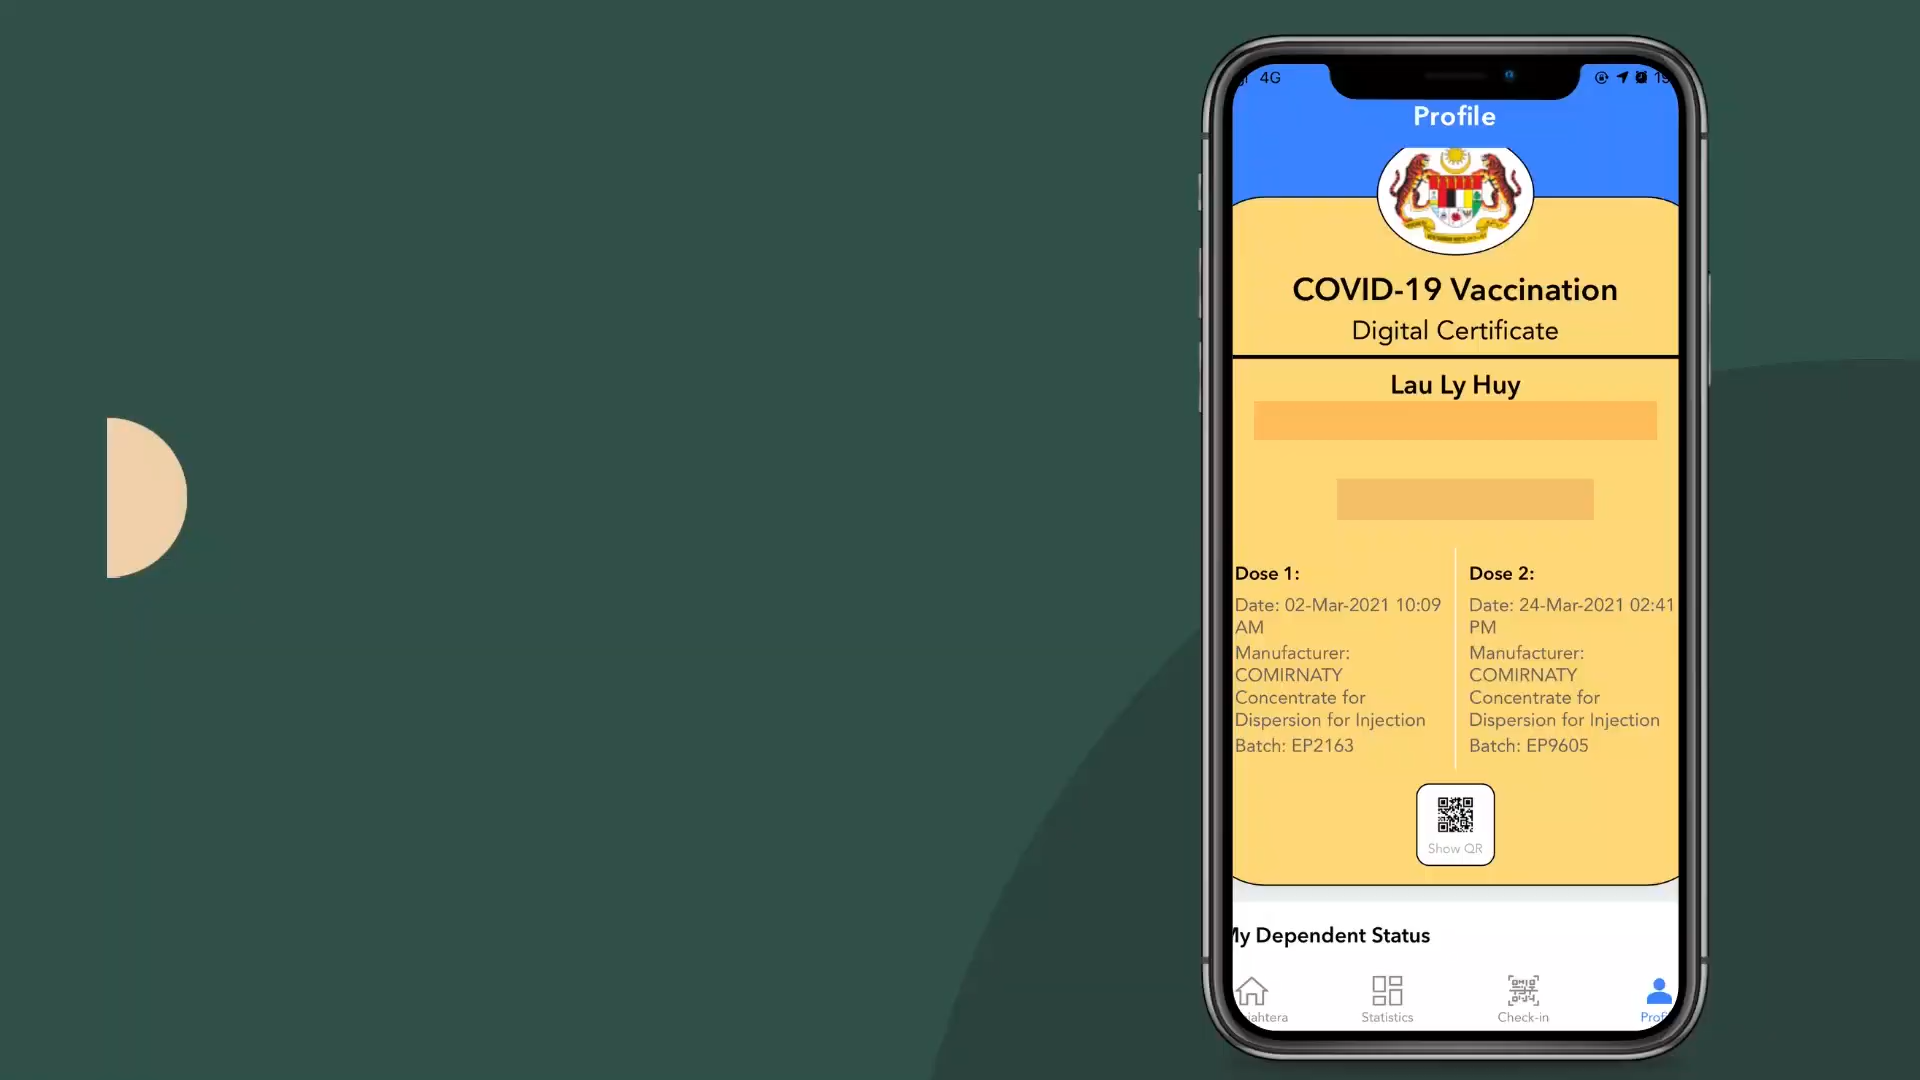 4G
Profile
COVID-19 Vaccination
Digital Certificate
Lau Ly Huy
Dose 1:
Date: 02-Mar-2021 10:09
AM
Manufacturer:
COMIRNATY
Concentrate for
Dispersion for Injection
Batch: EP2163
Dose 2:
Date: 24-Mar-2021 02:41
PM
Manufacturer:
COMIRNATY
Concentrate for
Dispersion for Injection
Batch: EP9605
Show QR
My Dependent Status
Statistics
Check-in